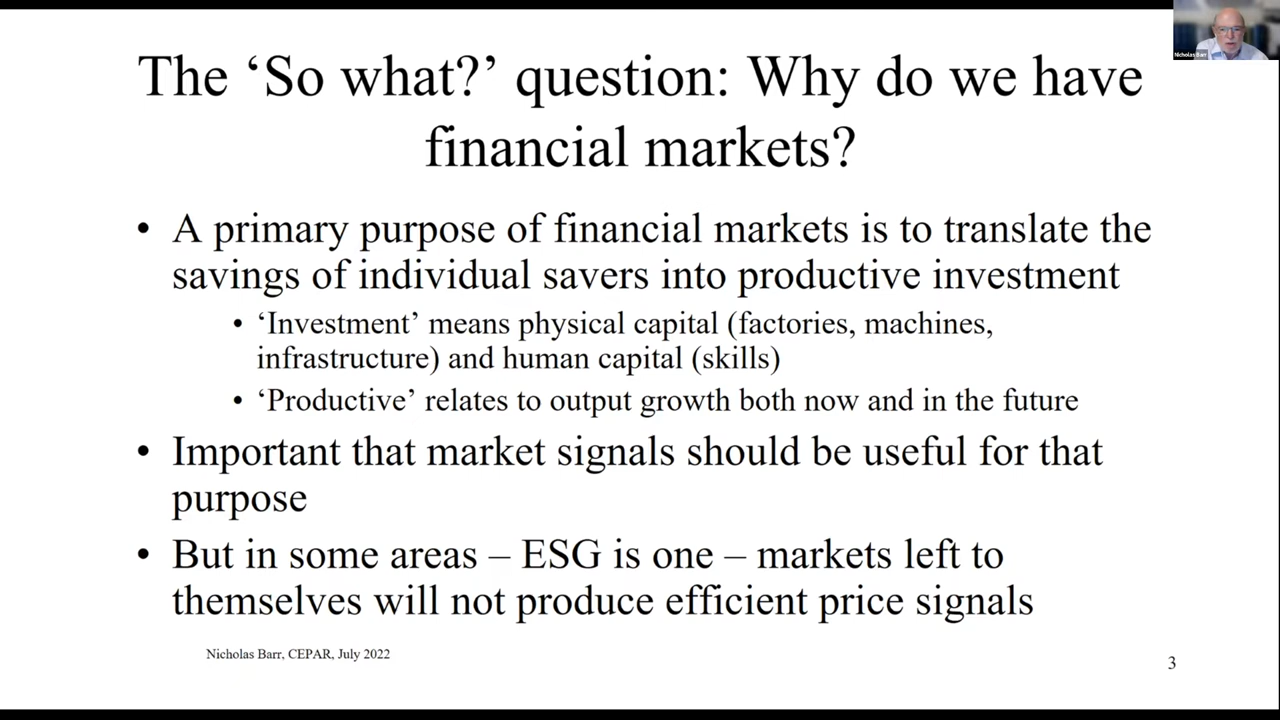 Nicholas Barr
The ‘So what?’ question: Why do we have
financial markets?
• A primary purpose of financial markets is to translate the
savings of individual savers into productive investment
• ‘Investment’ means physical capital (factories, machines,
infrastructure) and human capital (skills)
• ‘Productive’ relates to output growth both now and in the future
• Important that market signals should be useful for that
purpose
• But in some areas – ESG is one – markets left to
themselves will not produce efficient price signals
Nicholas Barr, CEPAR, July 2022
3